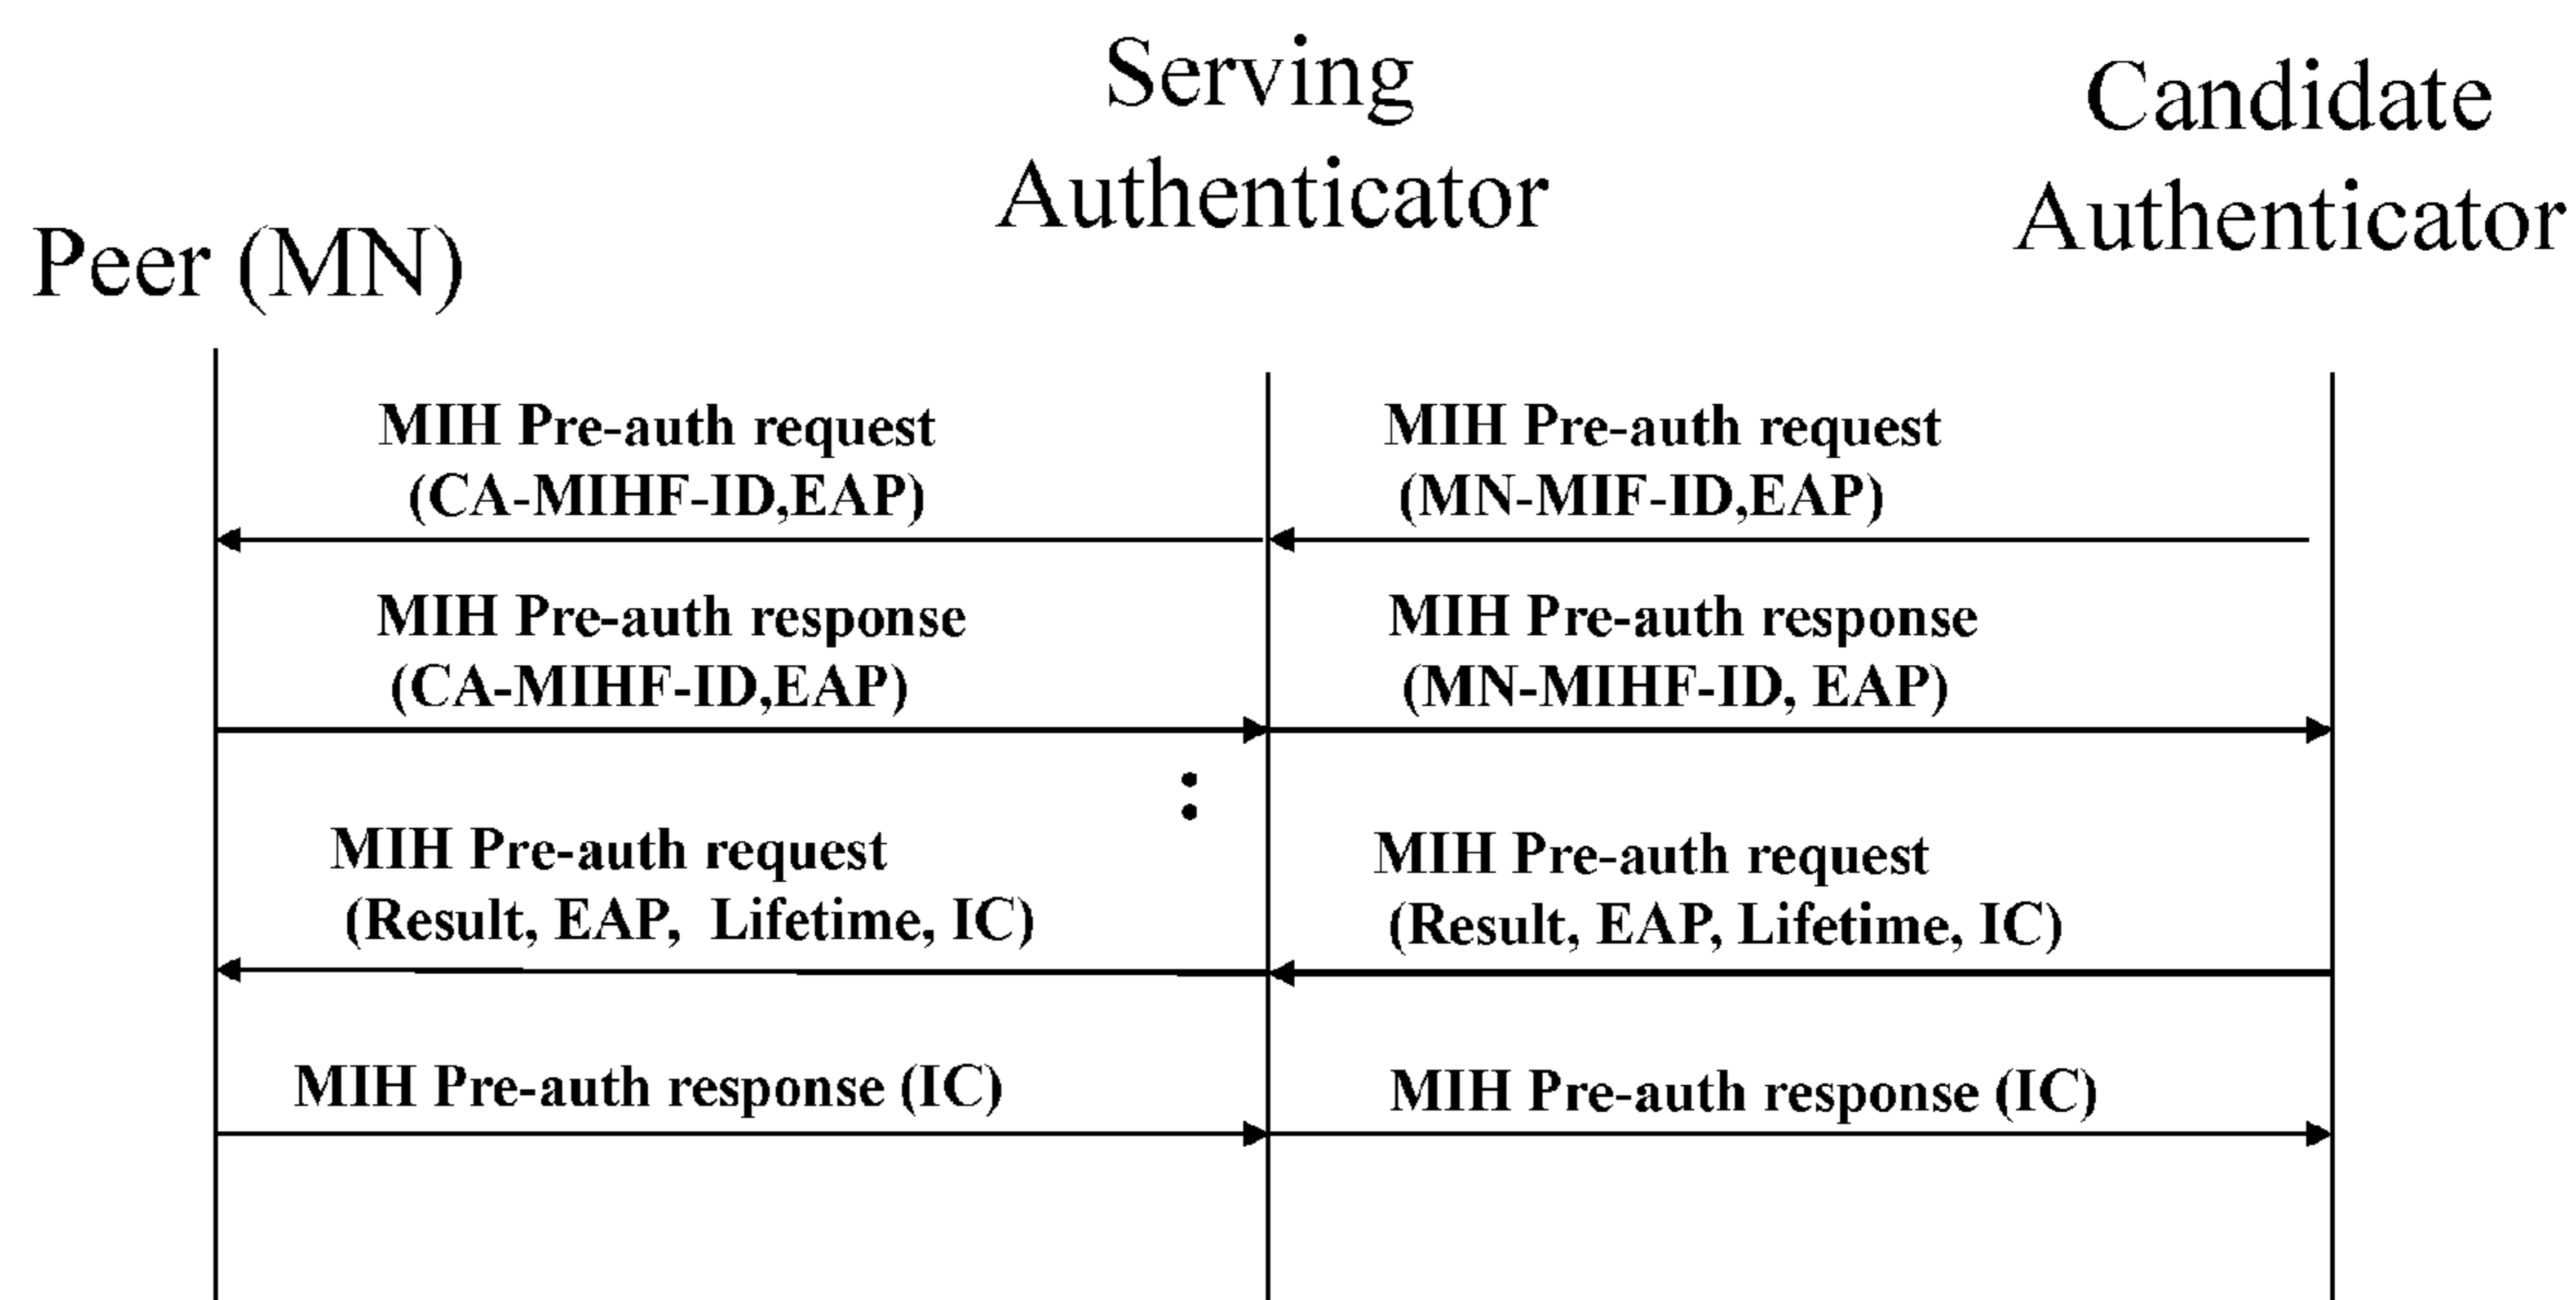 Serving
Authenticator
Candidate
Authenticator
Peer (MN)
MIH Pre-auth request
(CA-MIHF-ID,EAP)
MIH Pre-auth request
(MN-MIF-ID,EAP)
MIH Pre-auth response
(CA-MIHF-ID,EAP)
MIH Pre-auth response
(MN-MIHF-ID, EAP)
MIH Pre-auth request
(Result, EAP, Lifetime, IC)
MIH Pre-auth request
(Result, EAP, Lifetime, IC)
MIH Pre-auth response (IC)
MIH Pre-auth response (IC)